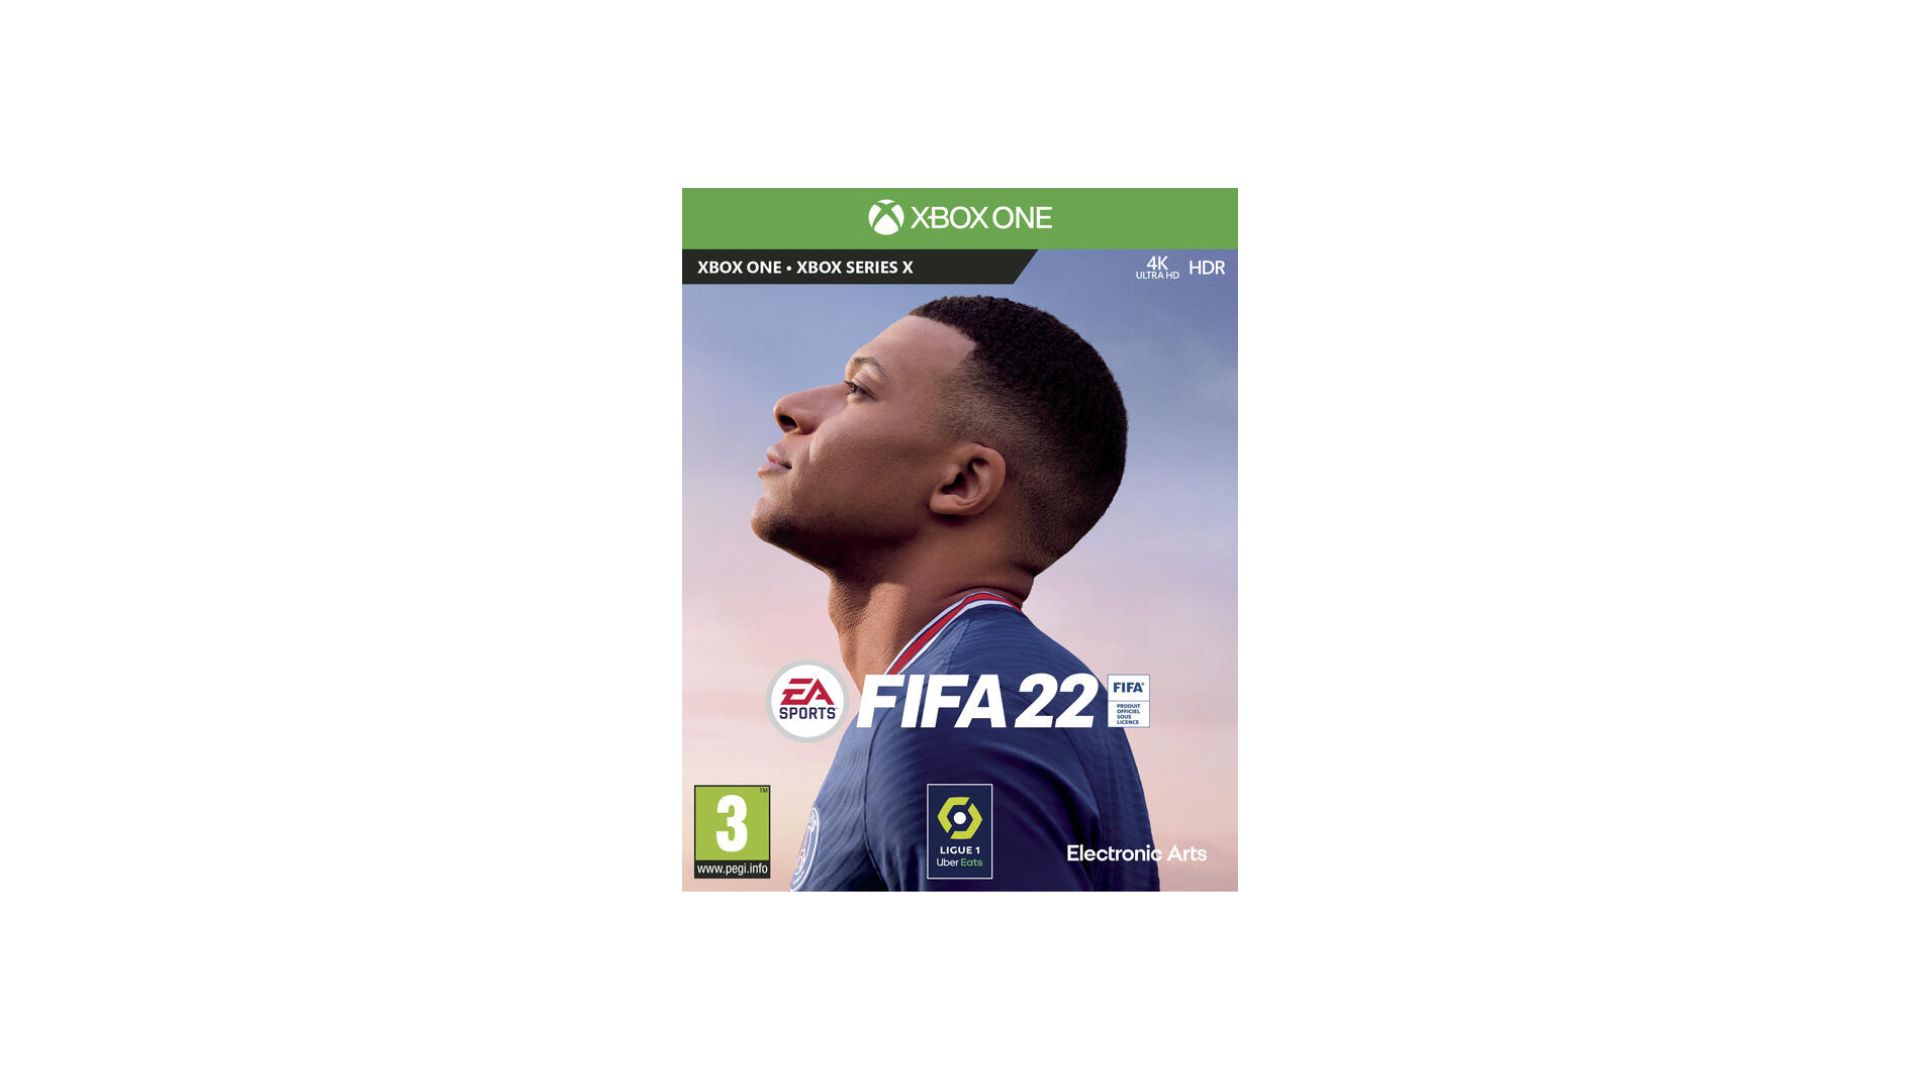 XBOX ONE
XBOX ONE • XBOX SERIES X
4K
ULTRA HD
HDR
EA
SPORTS
FIFA 22
FIFA
PRODUIT
OFFICIEL
SOUS
LICENCE
3
TM
www.pegi.info
LIGUE 1
Uber Eats
Electronic Arts